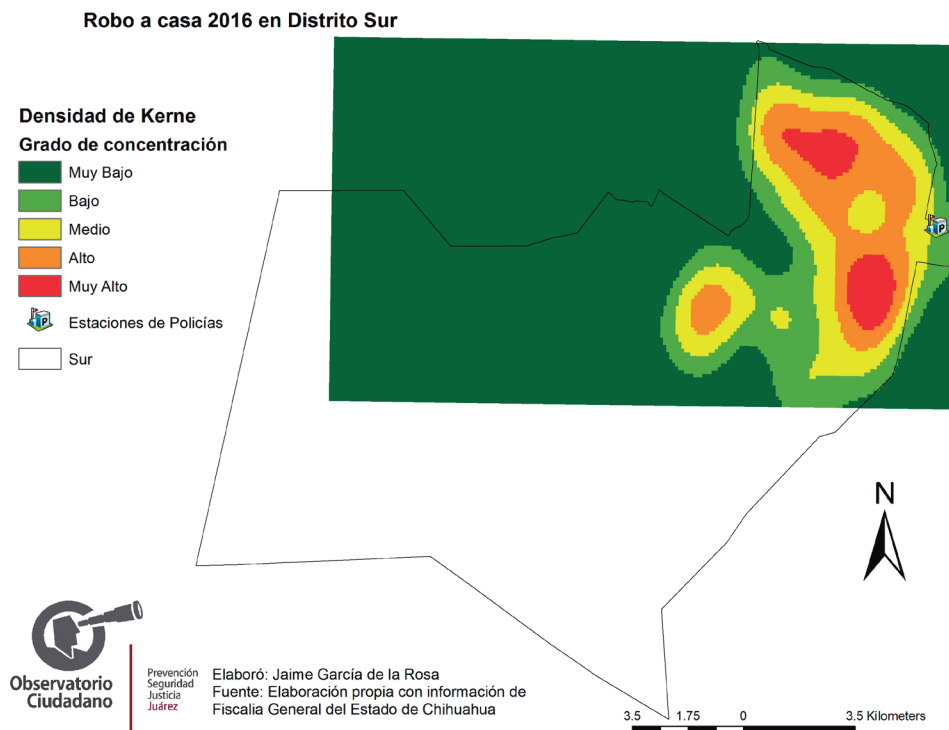 Robo a casa 2016 en Distrito Sur
Densidad de Kerne
Grado de concentración
Muy Bajo
Bajo
Medio
Alto
Muy Alto
P
Estaciones de Policías
Sur
P
N
Observatorio
Ciudadano
Prevención
Seguridad
Justicia
Juárez
Elaboró: Jaime García de la Rosa
Fuente: Elaboración propia con información de
Fiscalia General del Estado de Chihuahua
3.5 1.75 0 3.5 Kilometers